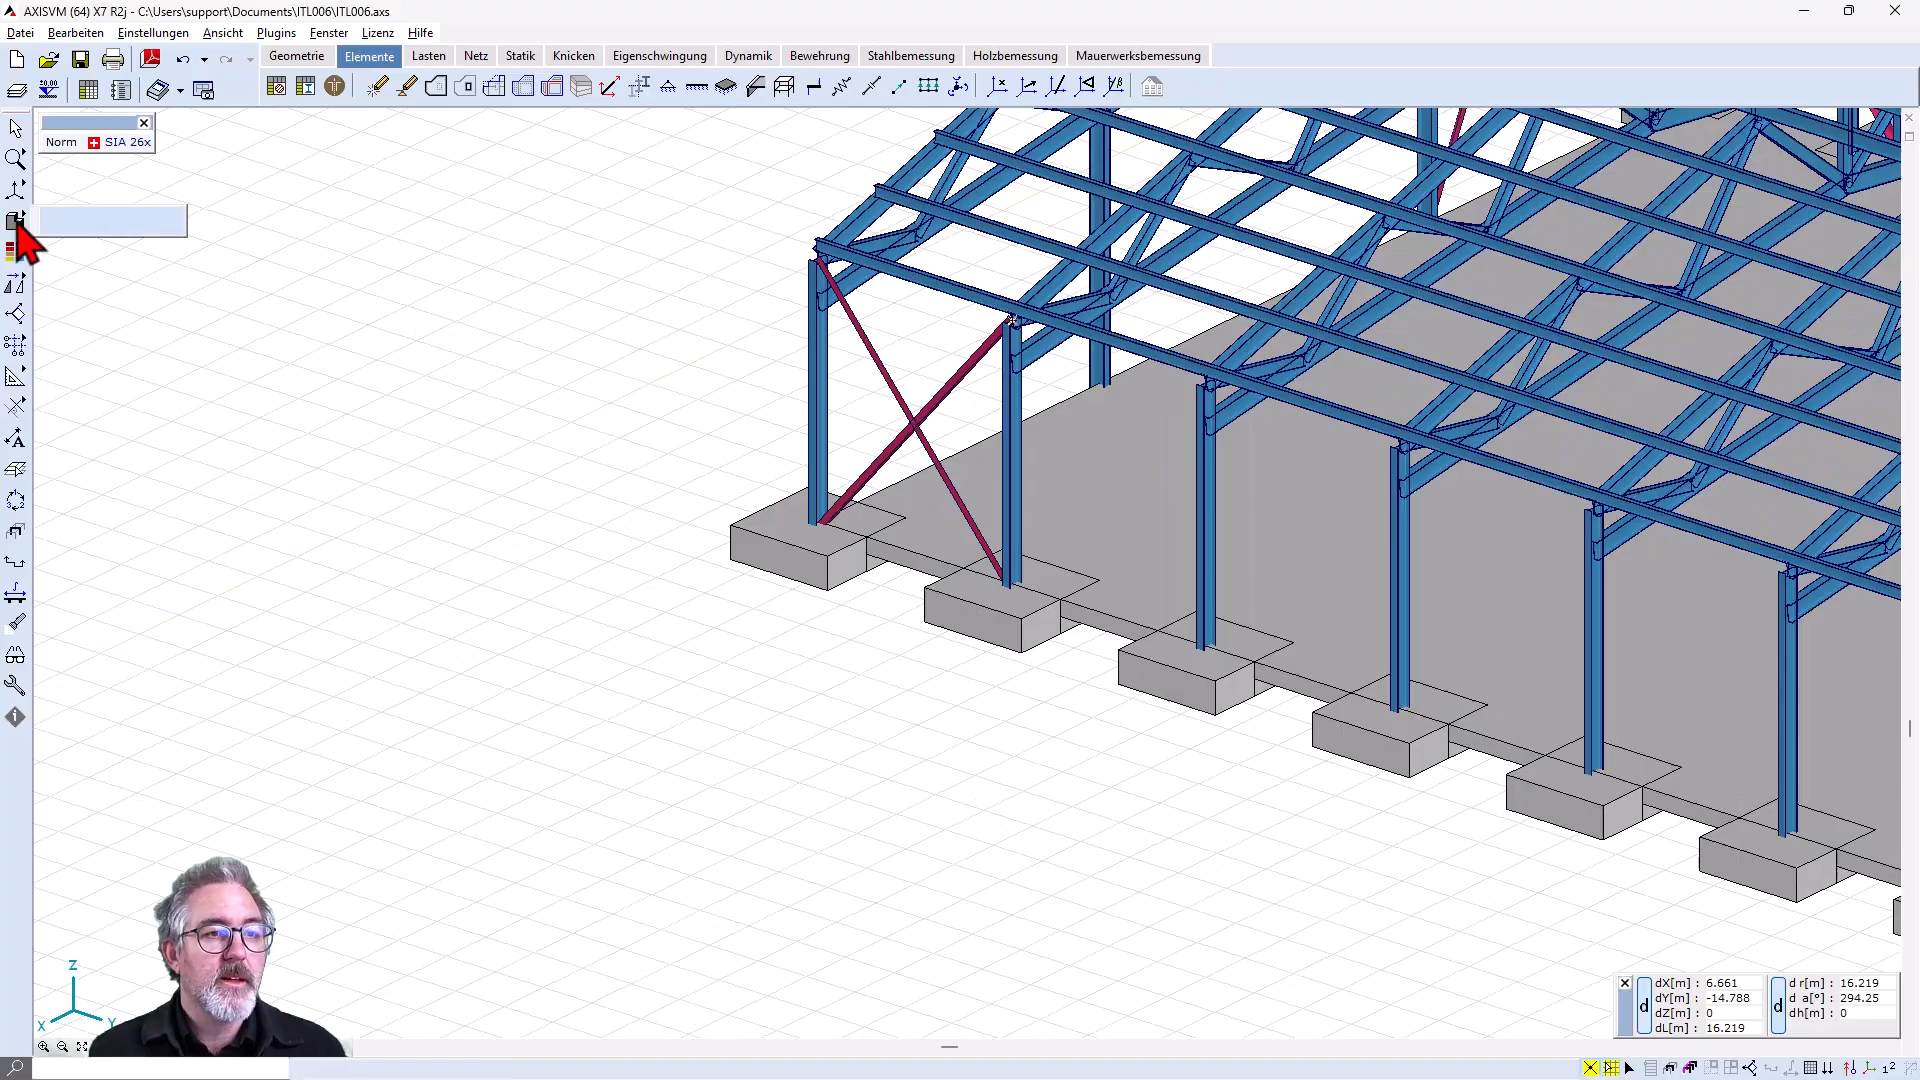 AXISVM (64) X7 R2j - C:\Users\support\Documents\ITL006\ITL006.axs
Datei Bearbeiten Einstellungen Ansicht Plugins Fenster Lizenz Hilfe
Geometrie Elemente Lasten Netz Statik Knicken Eigenschwingung Dynamik Bewehrung Stahlbemessung Holzbemessung Mauerwerksbemessung
Norm SIA 26x
Z
X Y
dX[m] : 6.661
dY[m] : -14.788
dZ[m] : 0
dL[m] : 16.219
d r[m] : 16.219
d a[°] : 294.25
dh[m] : 0
d d